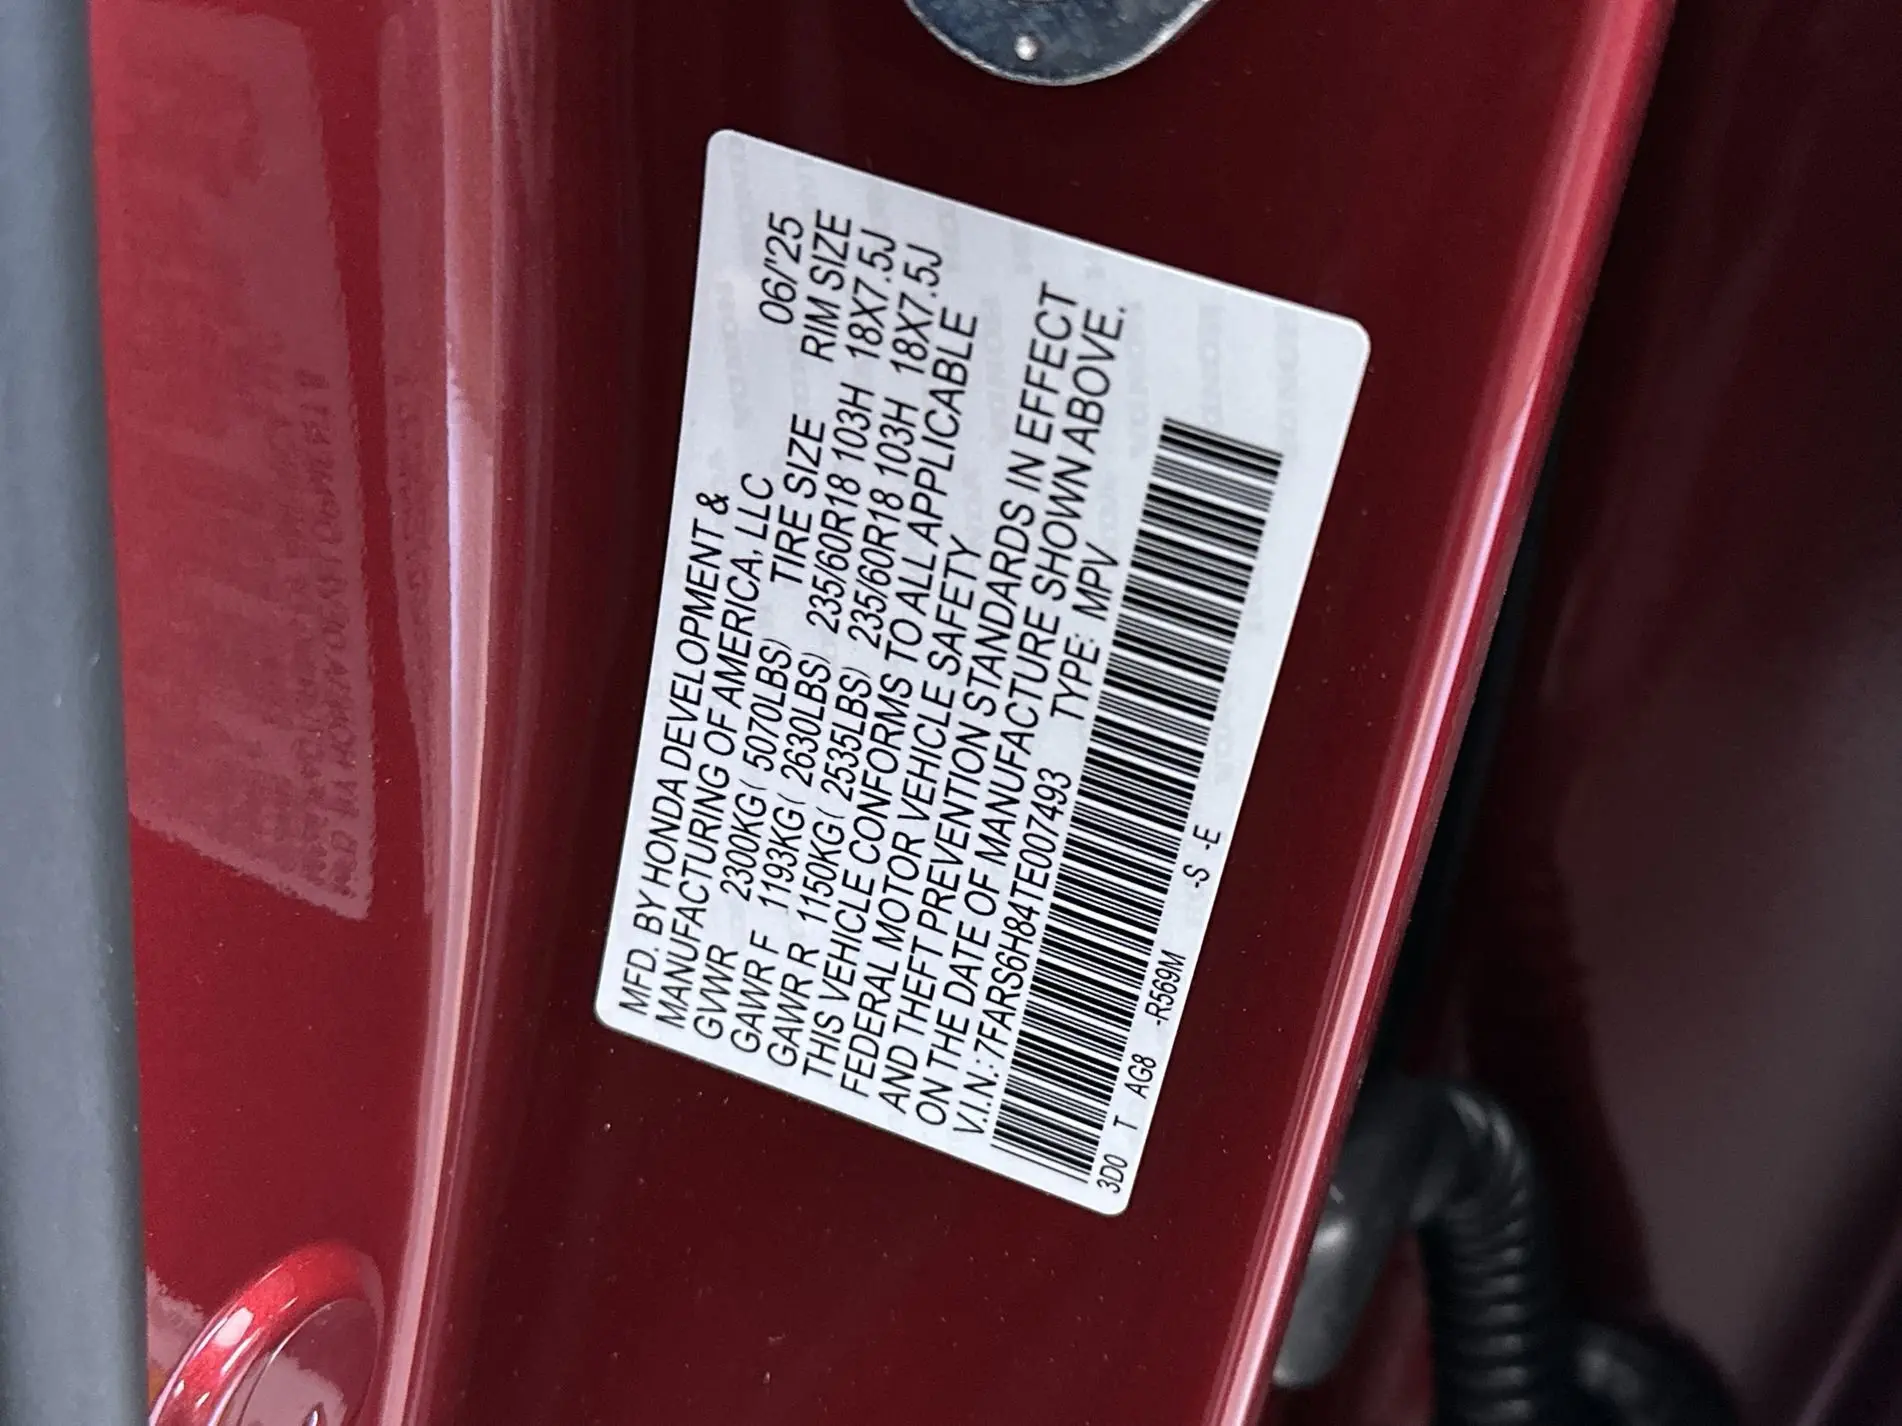 MFD. BY HONDA DEVELOPMENT &
MANUFACTURING OF AMERICA, LLC 06/'25
GVWR 2300KG( 5070LBS) TIRE SIZE RIM SIZE
GAWR F 1193KG( 2630LBS) 235/60R18 103H 18X7.5J
GAWR R 1150KG( 2535LBS) 235/60R18 103H 18X7.5J
THIS VEHICLE CONFORMS TO ALL APPLICABLE
FEDERAL MOTOR VEHICLE SAFETY
AND THEFT PREVENTION STANDARDS IN EFFECT
ON THE DATE OF MANUFACTURE SHOWN ABOVE.
V.I.N.: 7FARS6H84TE007493 TYPE: MPV
3D0 T AG8 -R569M -S -E